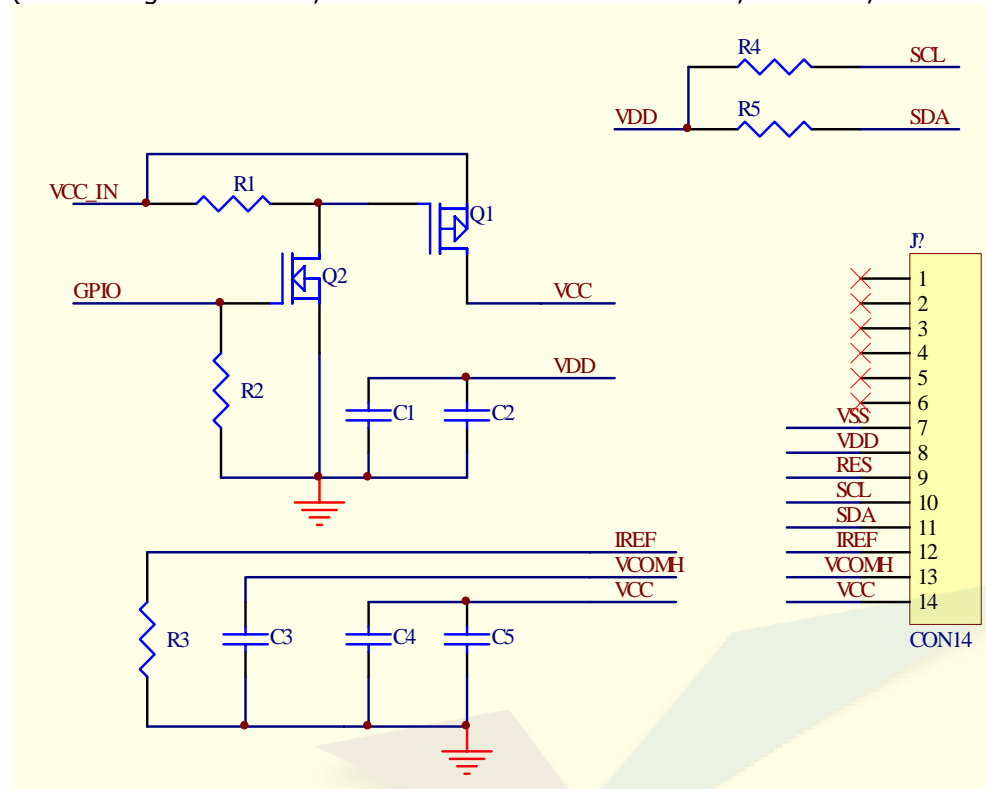 R4
SCL
VDD
R5
SDA
VCC_IN
R1
Q1
Q2
GPIO
VCC
R2
VDD
C1
C2
J?
1
2
3
4
5
6
VSS
7
VDD
8
RES
9
SCL
10
SDA
11
IREF
12
VCOMH
13
VCC
14
CON14
IREF
VCOMH
VCC
R3
C3
C4
C5